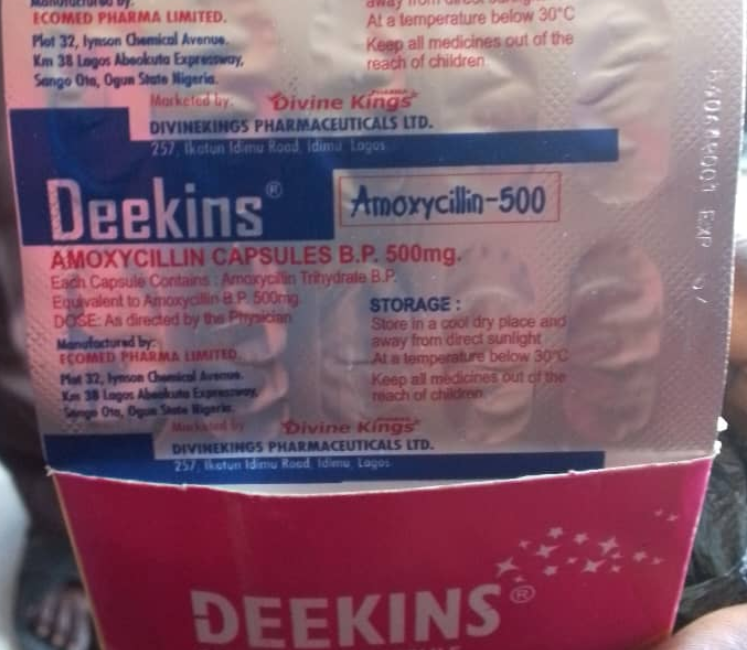 Manufactured by:
ECOMED PHARMA LIMITED.
Plot 32, Iynson Chemical Avenue.
Km 38 Lagos Abeokuta Expressway,
Sango Ota, Ogun State Nigeria.
away from direct
At a temperature below 30°C
Keep all medicines out of the
reach of children
Marketed by: Divine Kings
DIVINEKINGS PHARMACEUTICALS LTD.
257, Ikotun Idimu Road, Idimu, Lagos
Deekins®
Amoxycillin-500
AMOXYCILLIN CAPSULES B.P. 500mg.
Each Capsule Contains : Amoxycillin Trihydrate B.P.
Equivalent to Amoxycillin B.P. 500mg
DOSE: As directed by the Physician
STORAGE :
Store in a cool dry place and
away from direct sunlight
At a temperature below 30°C
Keep all medicines out of the
reach of children
Manufactured by:
ECOMED PHARMA LIMITED.
Plot 32, Iynson Chemical Avenue.
Km 38 Lagos Abeokuta Expressway,
Sango Ota, Ogun State Nigeria.
Marketed by Divine Kings
DIVINEKINGS PHARMACEUTICALS LTD.
257, Ikotun Idimu Road, Idimu, Lagos
EXP
DEEKINS®